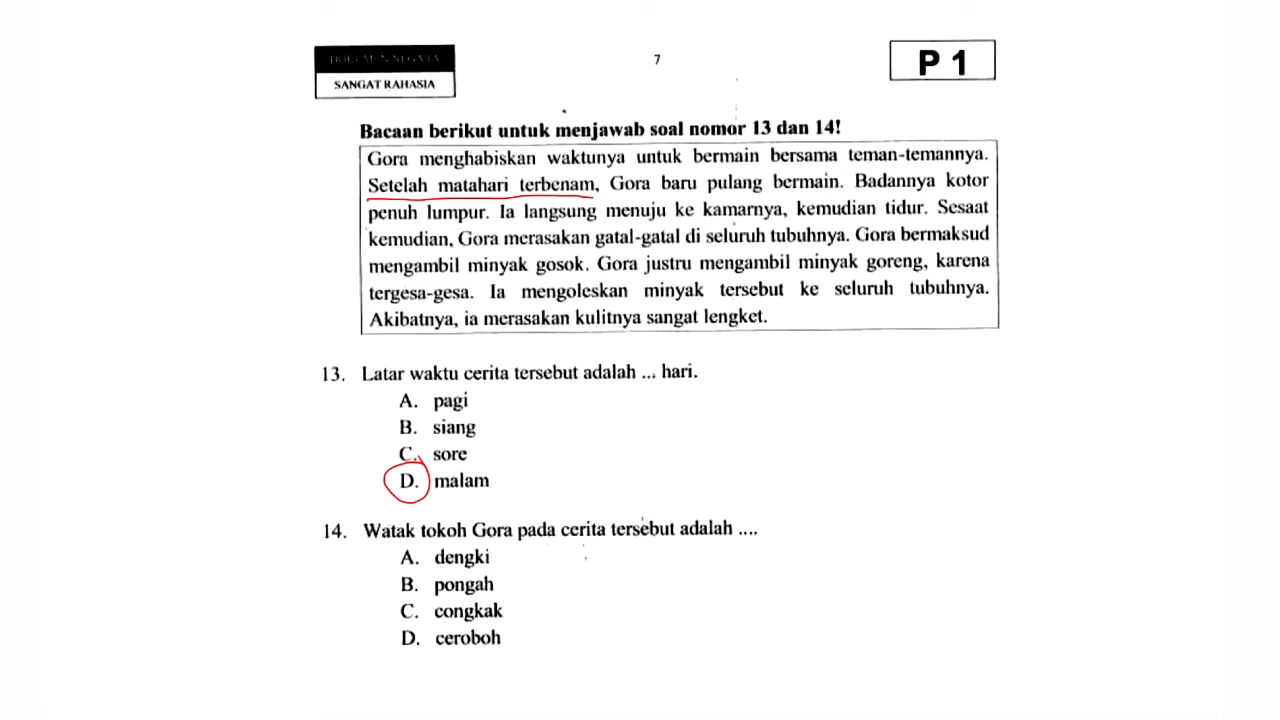 DOKUMEN NEGARA
SANGAT RAHASIA
7
P 1
Bacaan berikut untuk menjawab soal nomor 13 dan 14!
Gora menghabiskan waktunya untuk bermain bersama teman-temannya.
Setelah matahari terbenam, Gora baru pulang bermain. Badannya kotor
penuh lumpur. Ia langsung menuju ke kamarnya, kemudian tidur. Sesaat
kemudian, Gora merasakan gatal-gatal di seluruh tubuhnya. Gora bermaksud
mengambil minyak gosok. Gora justru mengambil minyak goreng, karena
tergesa-gesa. Ia mengoleskan minyak tersebut ke seluruh tubuhnya.
Akibatnya, ia merasakan kulitnya sangat lengket.
13. Latar waktu cerita tersebut adalah ... hari.
A. pagi
B. siang
C. sore
D. malam
14. Watak tokoh Gora pada cerita tersebut adalah ....
A. dengki
B. pongah
C. congkak
D. ceroboh